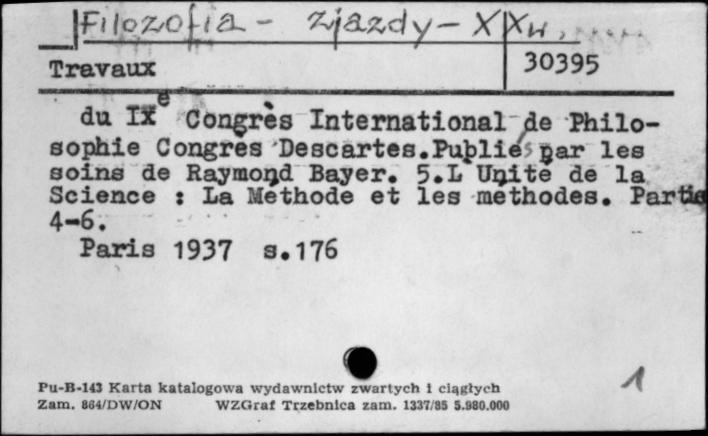 Filozofia - zjazdy - XX w.
Travaux 30395
du IXe Congrès International de Philo-
sophie Congrès Descartes.Publiés par les
soins de Raymond Bayer. 5.L Unité de la
Science : La Méthode et les méthodes. Partie
4-6.
Paris 1937 s.176
1
Pu-B-143 Karta katalogowa wydawnictw zwartych i ciągłych
Zam. 864/DW/ON WZGraf Trzebnica zam. 1337/85 5.980.000